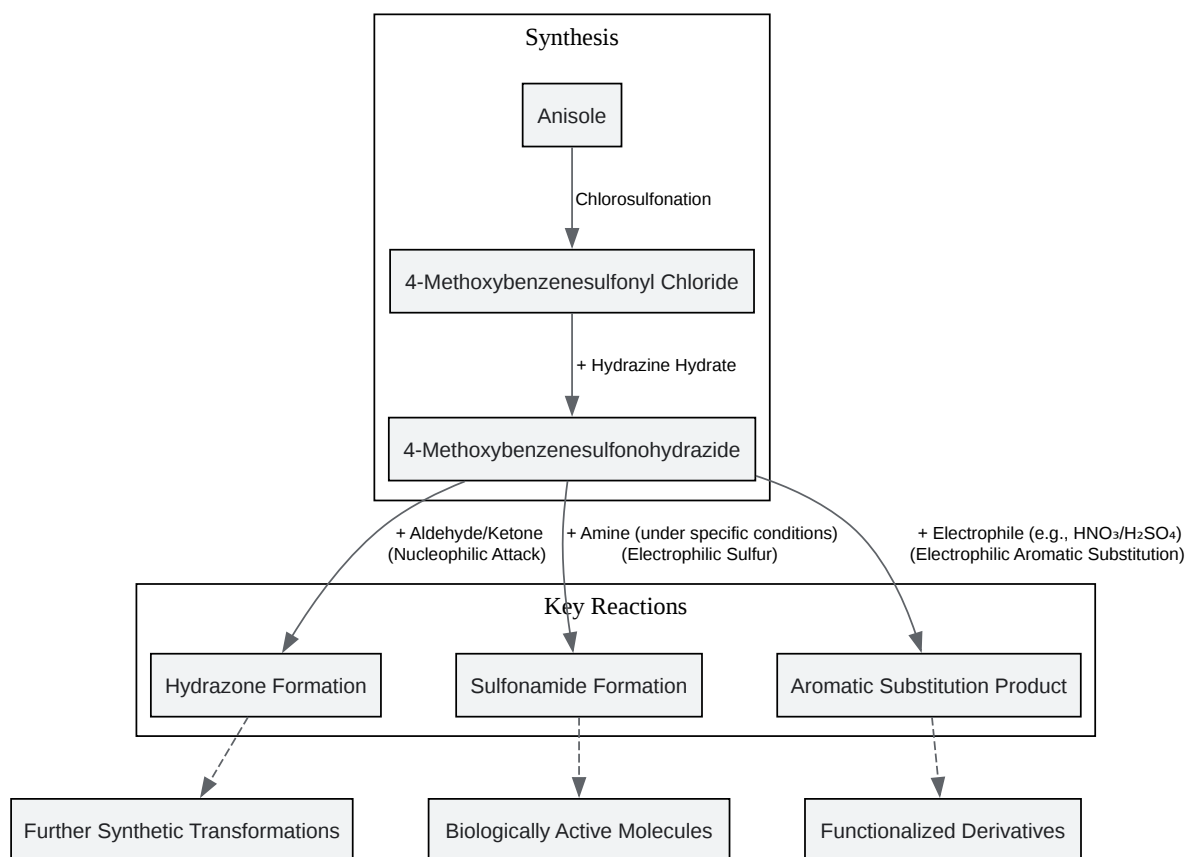 Synthesis
Anisole
Chlorosulfonation
4-Methoxybenzenesulfonyl Chloride
+ Hydrazine Hydrate
4-Methoxybenzenesulfonohydrazide
+ Aldehyde/Ketone
(Nucleophilic Attack)
+ Amine (under specific conditions)
(Electrophilic Sulfur)
+ Electrophile (e.g., HNO₃/H₂SO₄)
(Electrophilic Aromatic Substitution)
Key Reactions
Hydrazone Formation
Sulfonamide Formation
Aromatic Substitution Product
Further Synthetic Transformations
Biologically Active Molecules
Functionalized Derivatives